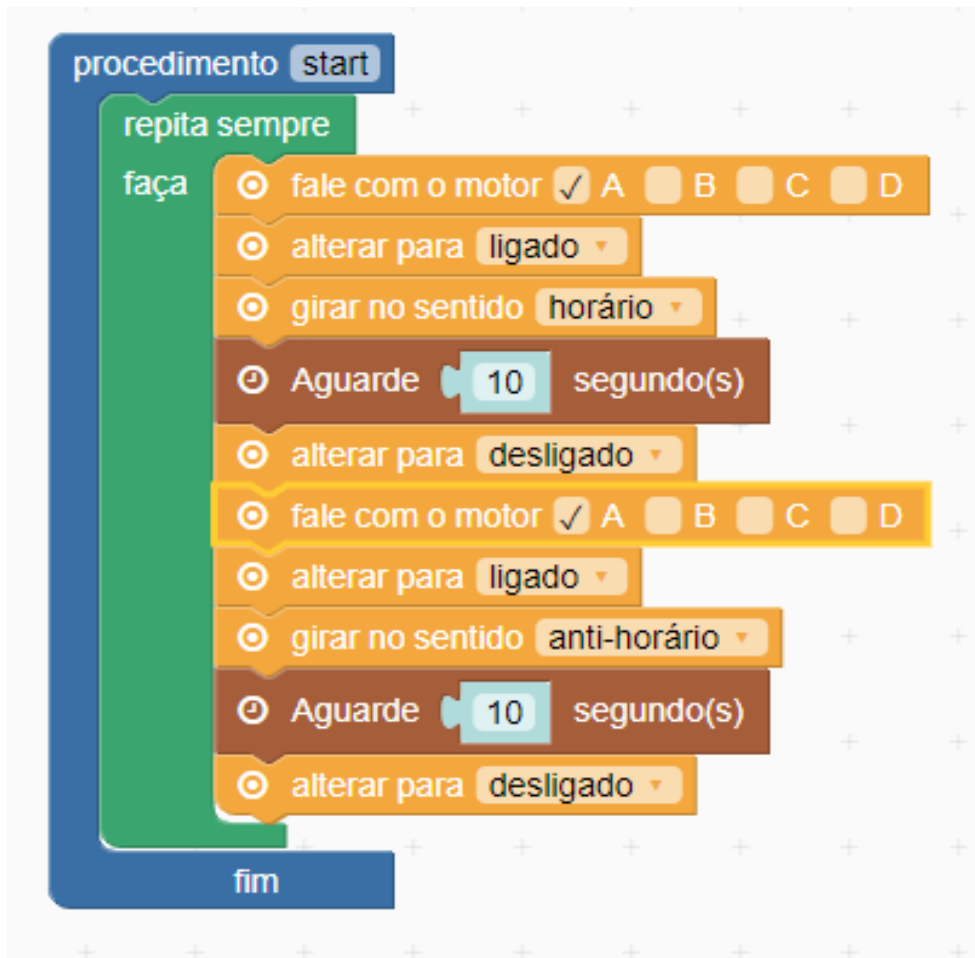 procedimento start
repita sempre
faça
fale com o motor A B C D
alterar para ligado
girar no sentido horário
Aguarde 10 segundo(s)
alterar para desligado
fale com o motor A B C D
alterar para ligado
girar no sentido anti-horário
Aguarde 10 segundo(s)
alterar para desligado
fim